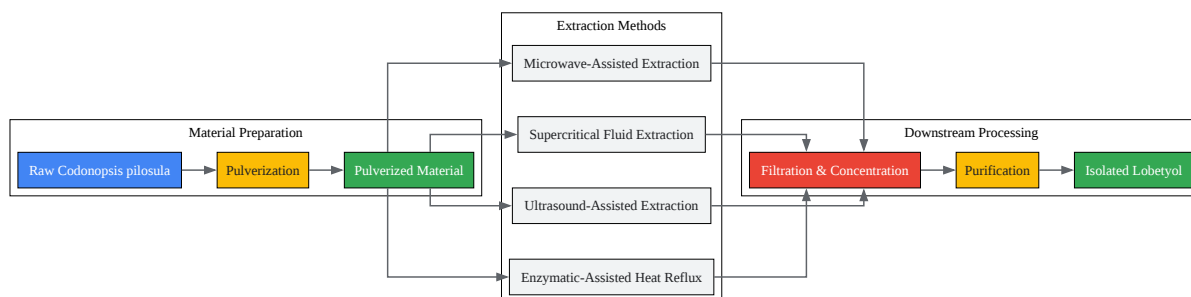 Extraction Methods
Microwave-Assisted Extraction
Supercritical Fluid Extraction
Ultrasound-Assisted Extraction
Enzymatic-Assisted Heat Reflux
Material Preparation
Raw Codonopsis pilosula
Pulverization
Pulverized Material
Downstream Processing
Filtration & Concentration
Purification
Isolated Lobetyol